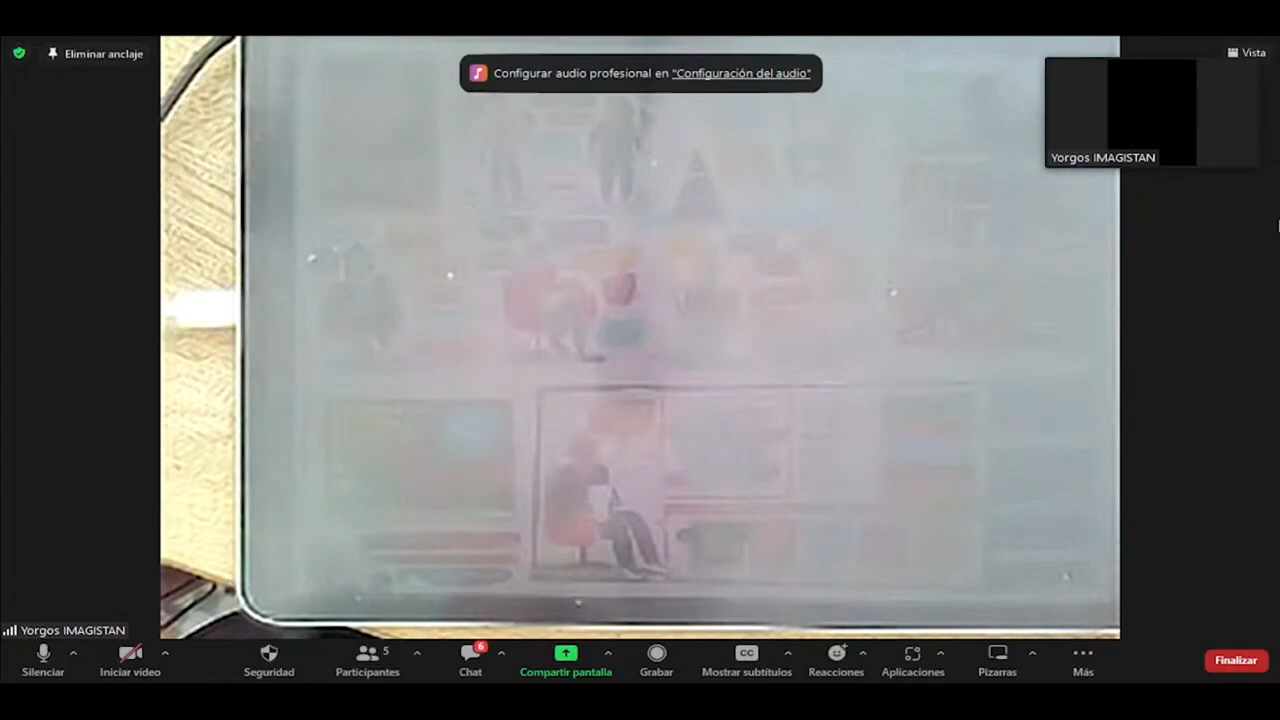 Eliminar anclaje
Configurar audio profesional en "Configuración del audio"
Vista
Yorgos IMAGISTAN
Yorgos IMAGISTAN
Silenciar
Iniciar vídeo
Seguridad
5
Participantes
6
Chat
Compartir pantalla
Grabar
CC
Mostrar subtítulos
Reacciones
Aplicaciones
Pizarras
Más
Finalizar